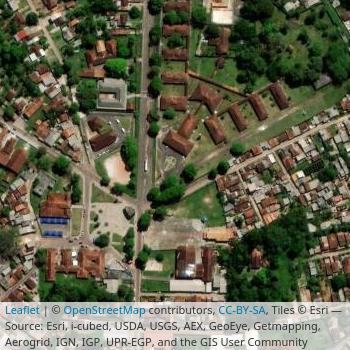 Leaflet | © OpenStreetMap contributors, CC-BY-SA, Tiles © Esri —
Source: Esri, i-cubed, USDA, USGS, AEX, GeoEye, Getmapping,
Aerogrid, IGN, IGP, UPR-EGP, and the GIS User Community